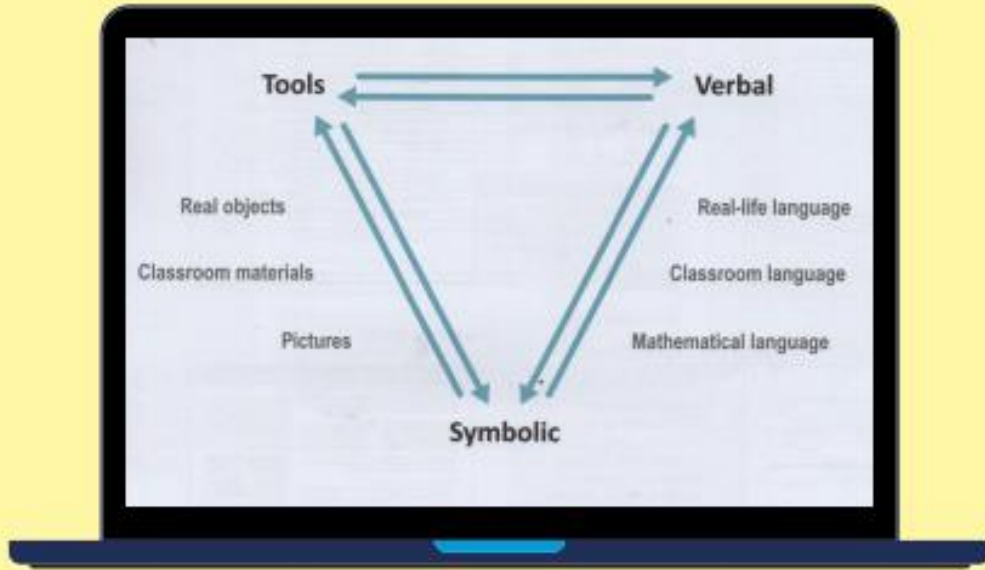 Tools Verbal
Real objects Real-life language
Classroom materials Classroom language
Pictures Mathematical language
Symbolic